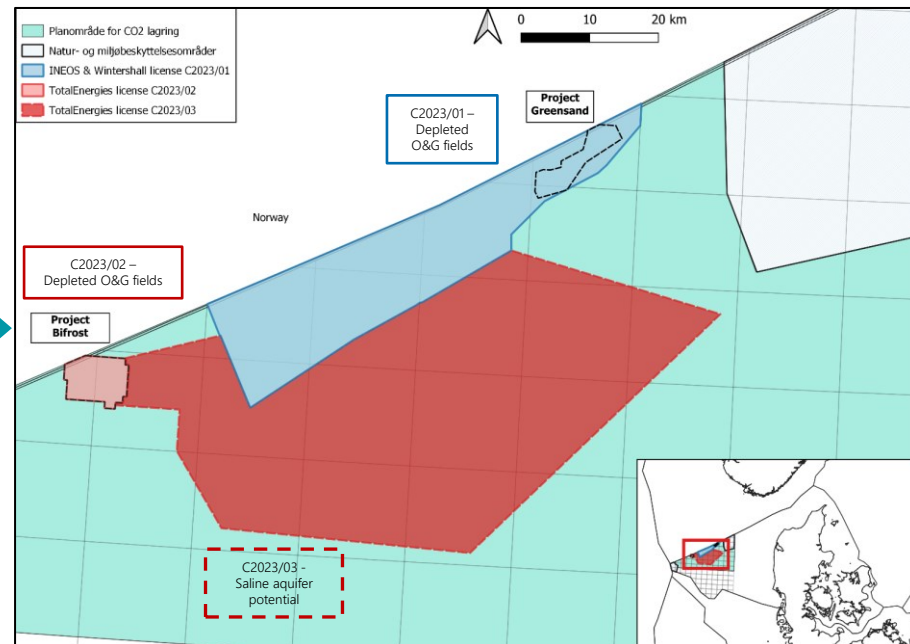 Planområde for CO2 lagring
Natur- og miljøbeskyttelsesområder
INEOS & Wintershall license C2023/01
TotalEnergies license C2023/02
TotalEnergies license C2023/03
0 10 20 km
C2023/01 –
Depleted
O&G fields
Project
Greensand
Norway
C2023/02 –
Depleted O&G fields
Project
Bifrost
C2023/03 -
Saline aquifer
potential